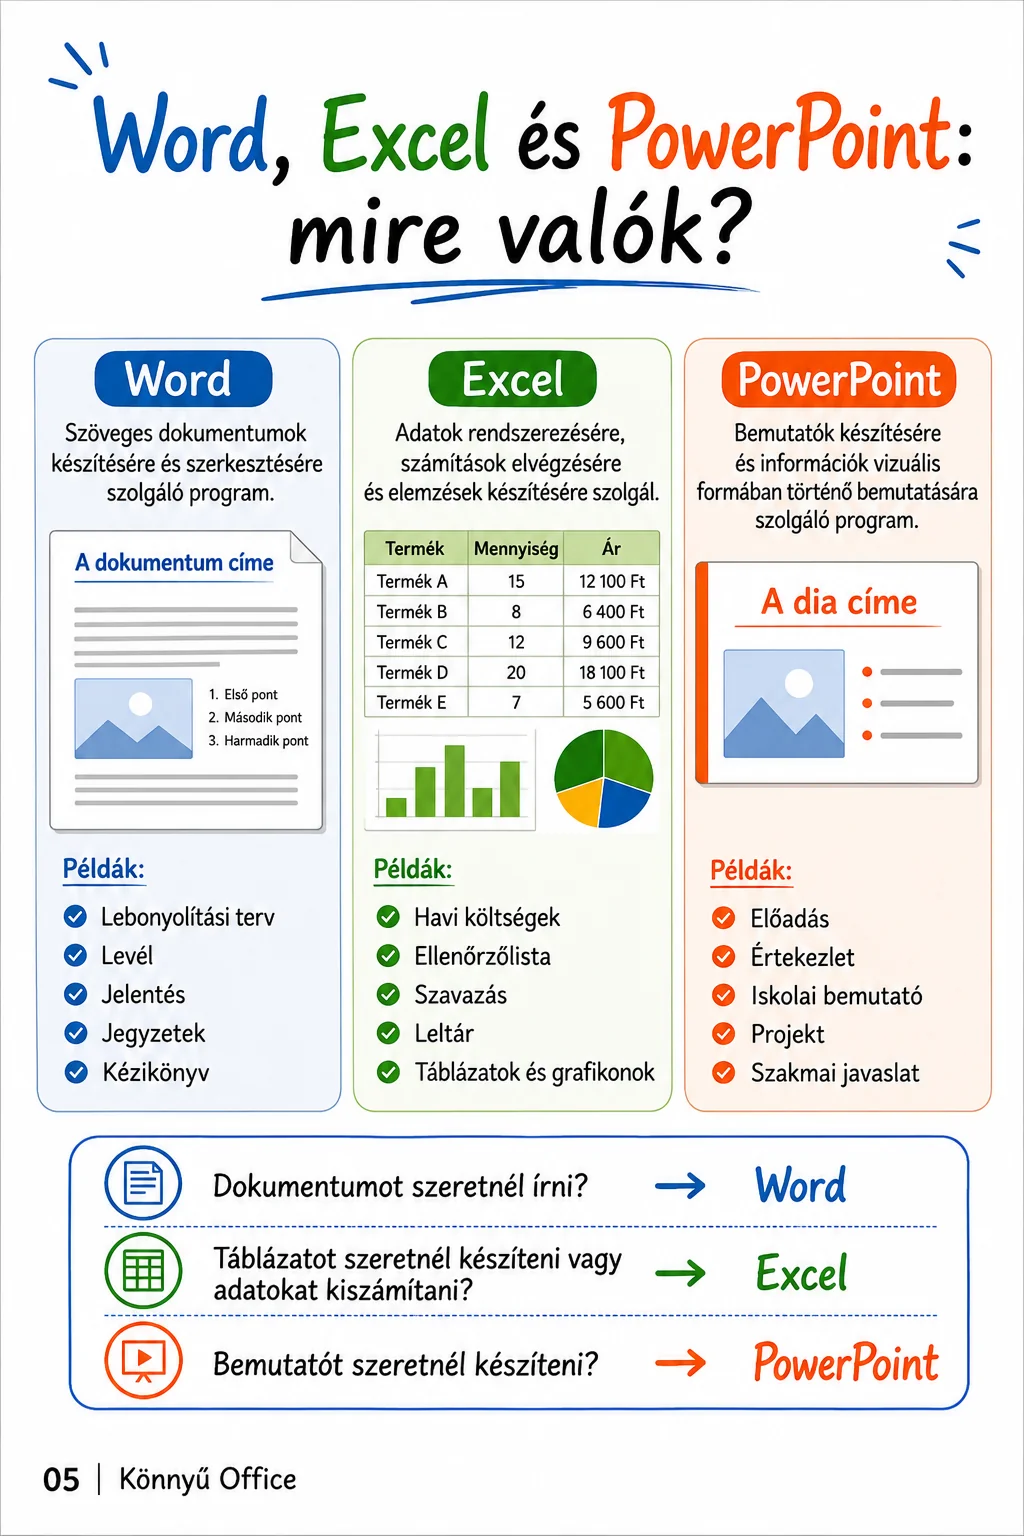 Word, Excel és PowerPoint:
mire valók?
Word
Szöveges dokumentumok
készítésére és szerkesztésére
szolgáló program.
A dokumentum címe
1. Első pont
2. Második pont
3. Harmadik pont
Példák:
Lebonyolítási terv
Levél
Jelentés
Jegyzetek
Kézikönyv
Excel
Adatok rendszerezésére,
számítások elvégzésére
és elemzések készítésére szolgál.
Termék Mennyiség Ár
Termék A 15 12 100 Ft
Termék B 8 6 400 Ft
Termék C 12 9 600 Ft
Termék D 20 18 100 Ft
Termék E 7 5 600 Ft
Példák:
Havi költségek
Ellenőrzőlista
Szavazás
Leltár
Táblázatok és grafikonok
PowerPoint
Bemutatók készítésére
és információk vizuális
formában történő bemutatására
szolgáló program.
A dia címe
Példák:
Előadás
Értekezlet
Iskolai bemutató
Projekt
Szakmai javaslat
Dokumentumot szeretnél írni? → Word
Táblázatot szeretnél készíteni vagy
adatokat kiszámítani? → Excel
Bemutatót szeretnél készíteni? → PowerPoint
05 | Könnyű Office